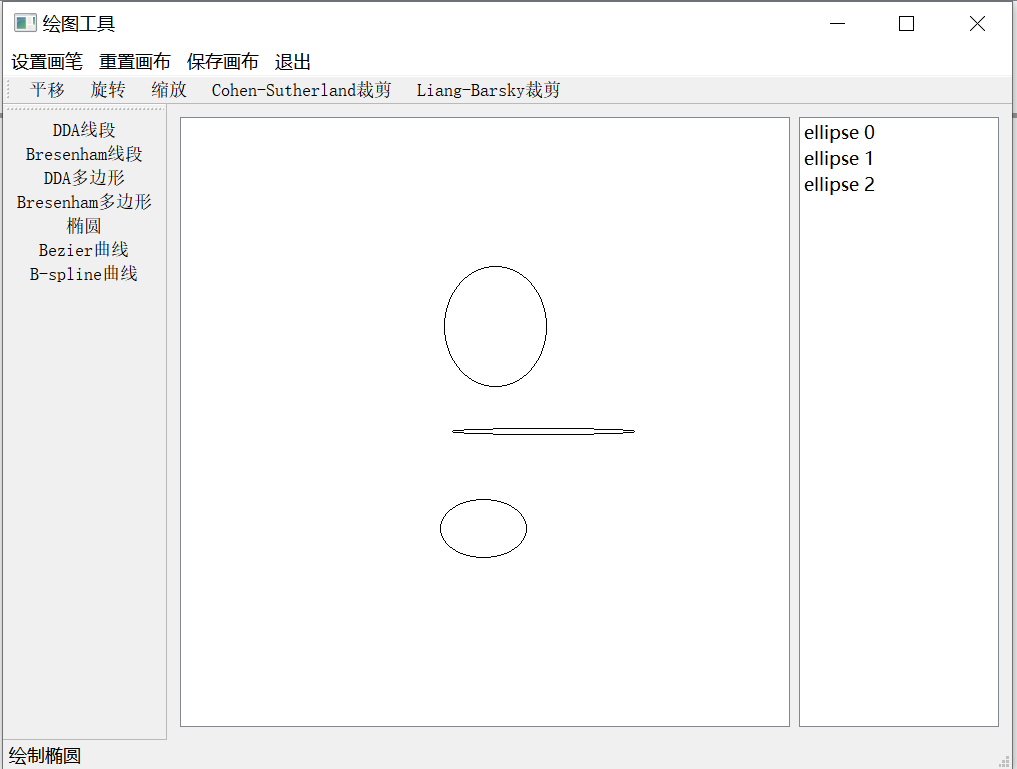 绘图工具
设置画笔 重置画布 保存画布 退出
平移 旋转 缩放 Cohen-Sutherland裁剪 Liang-Barsky裁剪
DDA线段
Bresenham线段
DDA多边形
Bresenham多边形
椭圆
Bezier曲线
B-spline曲线
ellipse 0
ellipse 1
ellipse 2
绘制椭圆